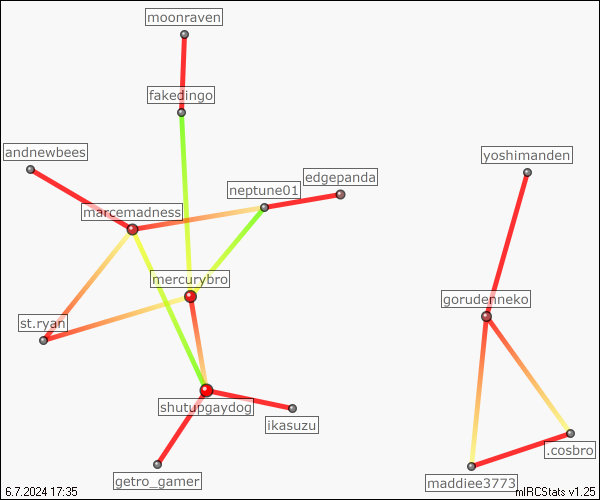 moonraven
fakedingo
andnewbees
yoshimanden
edgepanda
neptune01
marcemadness
mercurybro
gorudenneko
st.ryan
shutupgaydog
ikasuzu
.cosbro
getro_gamer
maddiee3773
6.7.2024 17:35
mIRCStats v1.25